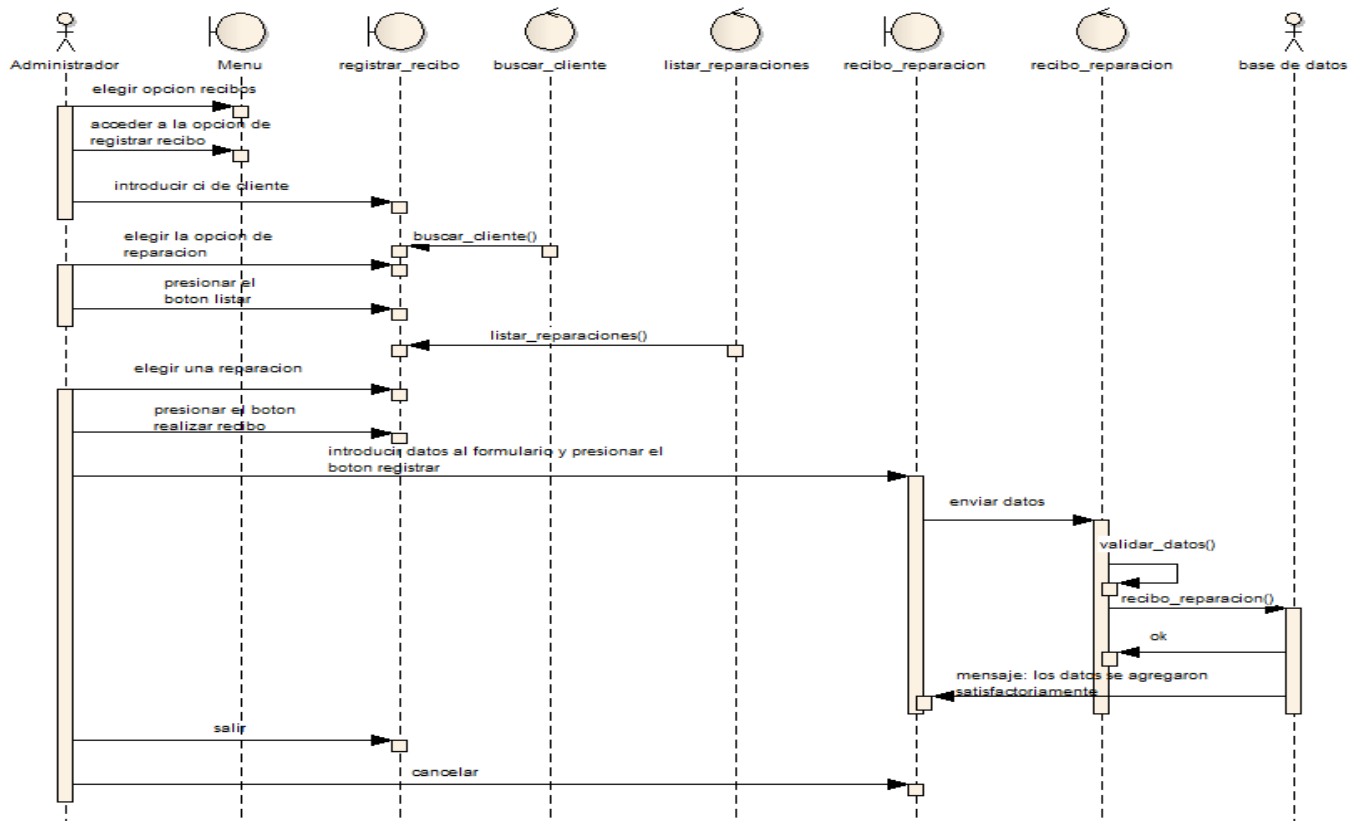 Administrador
Menu
registrar_recibo
buscar_cliente
listar_reparaciones
recibo_reparacion
recibo_reparacion
base de datos
elegir opcion recibos
acceder a la opcion de
registrar recibo
introducir ci de cliente
elegir la opcion de
reparacion
buscar_cliente()
presionar el
boton listar
listar_reparaciones()
elegir una reparacion
presionar el boton
realizar recibo
introducir datos al formulario y presionar el
boton registrar
enviar datos
validar_datos()
recibo_reparacion()
ok
mensaje: los datos se agregaron
satisfactoriamente
salir
cancelar